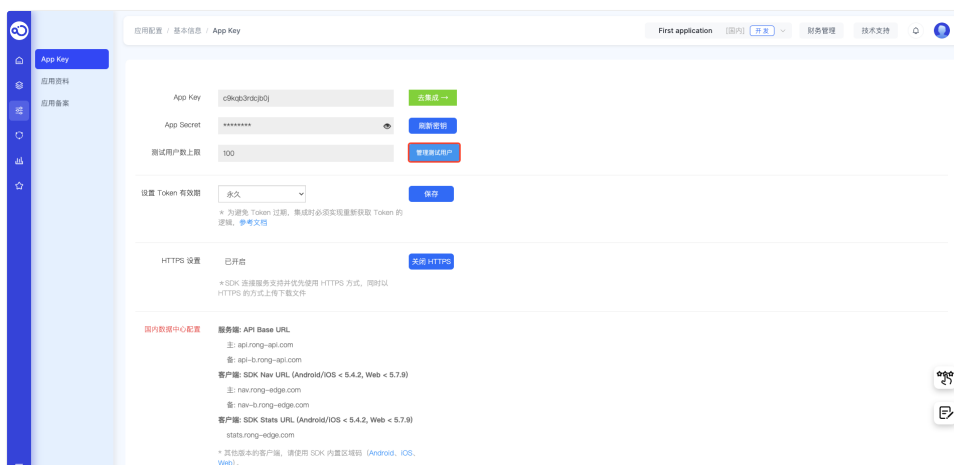 应用配置 / 基本信息 / App Key
First application [国内] 开发 财务管理 技术支持
App Key
应用资料
应用备案
App Key c9kqb3rdcjb0j 去集成 →
App Secret ******** 刷新密钥
测试用户数上限 100 管理测试用户
设置 Token 有效期 永久 保存
* 为避免 Token 过期，集成时必须实现重新获取 Token 的
逻辑，参考文档
HTTPS 设置 已开启 关闭 HTTPS
*SDK 连接服务支持并优先使用 HTTPS 方式，同时以
HTTPS 的方式上传下载文件
国内数据中心配置 服务端: API Base URL
主: api.rong-api.com
备: api-b.rong-api.com
客户端: SDK Nav URL (Android/iOS < 5.4.2, Web < 5.7.9)
主: nav.rong-edge.com
备: nav-b.rong-edge.com
客户端: SDK Stats URL (Android/iOS < 5.4.2, Web < 5.7.9)
stats.rong-edge.com
* 其他版本的客户端，请使用 SDK 内置区域码（Android、iOS、
Web）。